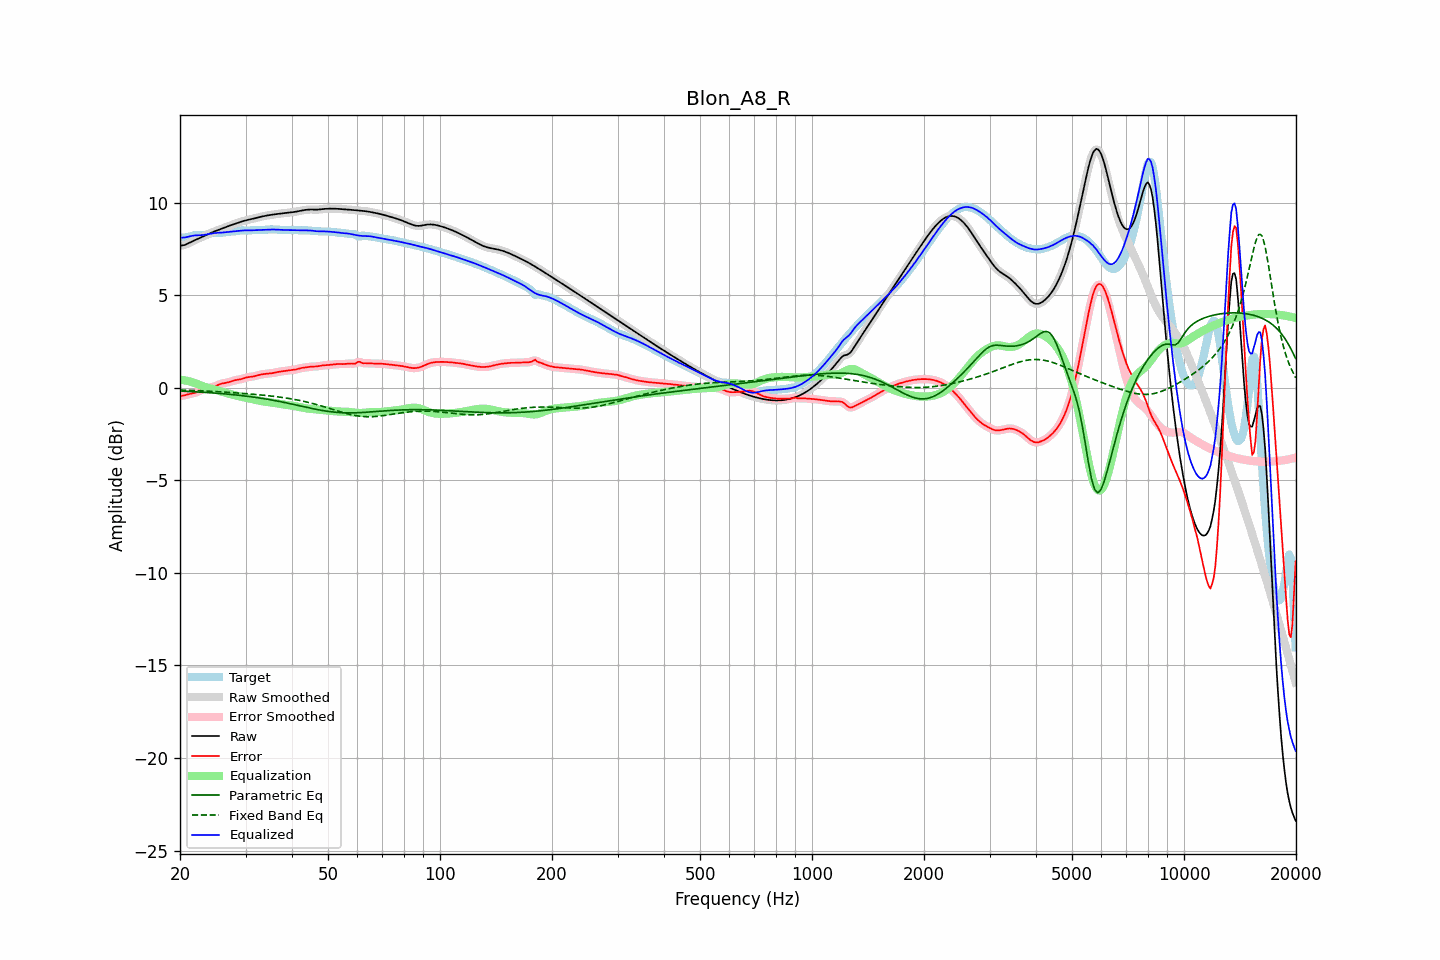 Blon_A8_R
Amplitude (dBr)
10
5
0
−5
−10
−15
−20
−25
Target
Raw Smoothed
Error Smoothed
Raw
Error
Equalization
Parametric Eq
Fixed Band Eq
Equalized
20 50 100 200 500 1000 2000 5000 10000 20000
Frequency (Hz)